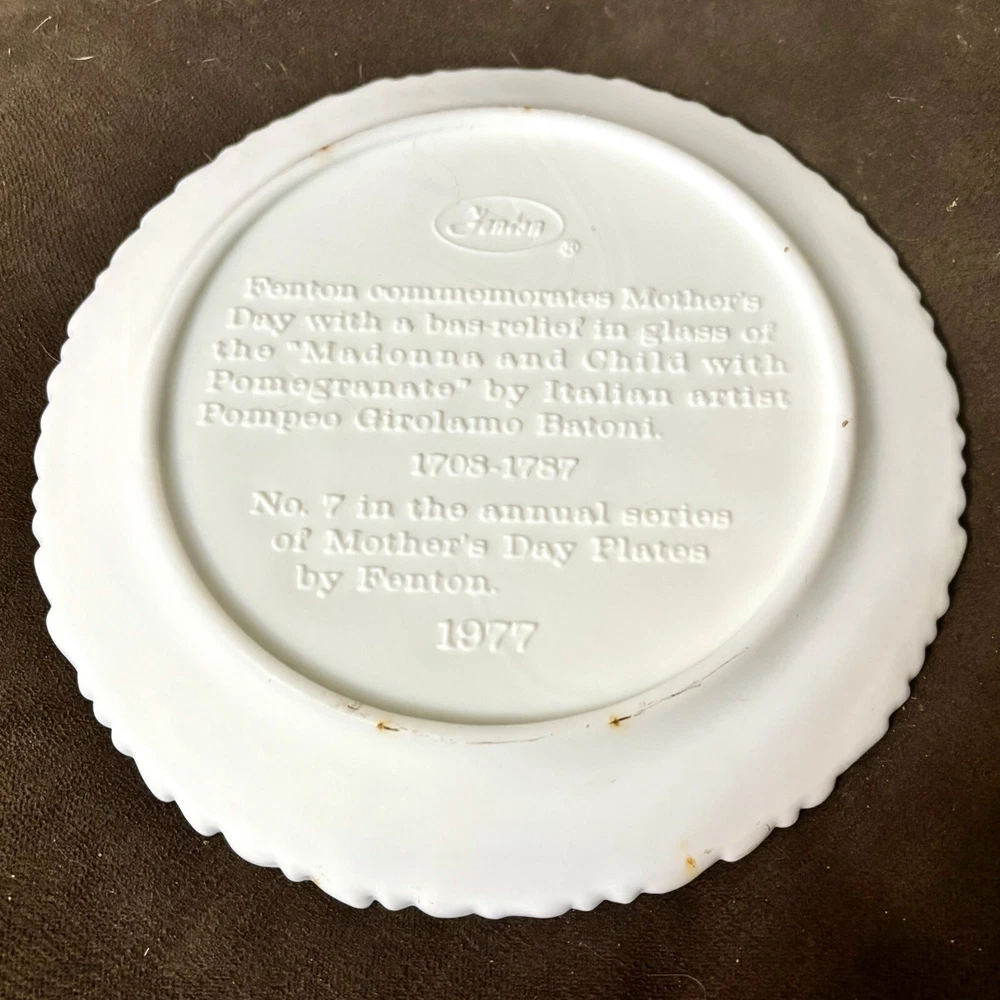 Fenton ®
Fenton commemorates Mother's
Day with a bas-relief in glass of
the "Madonna and Child with
Pomegranate" by Italian artist
Pompeo Girolamo Batoni.
1708-1787
No. 7 in the annual series
of Mother's Day Plates
by Fenton.
1977